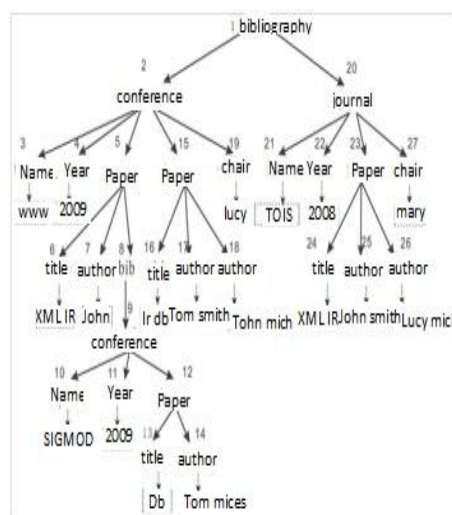 1 bibliography
2 20
conference journal
3 4 5 15 19 21 22 23 27
Name Year Paper Paper chair Name Year Paper chair
www 2009 lucy TOIS 2008 mary
6 7 8 16 17 18 24 25 26
title author bib title author author title author author
XML IR John Ir db Tom smith Tohn mich XML IR John smith Lucy mic
9
conference
10 11 12
Name Year Paper
SIGMOD 2009 13 14
title author
Db Tom mices